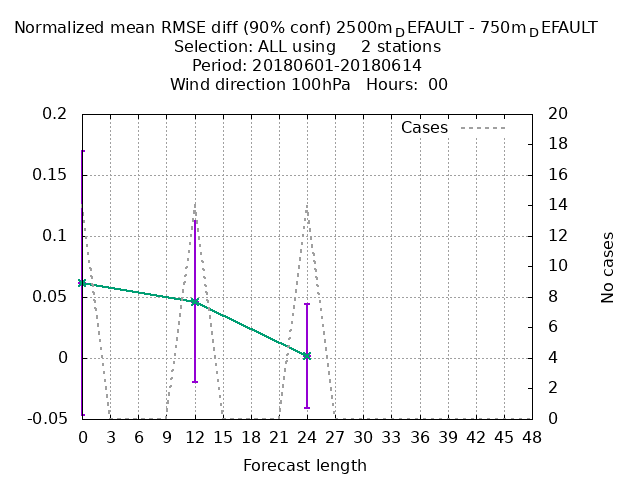 Normalized mean RMSE diff (90% conf) 2500m_DEFAULT - 750m_DEFAULT
Selection: ALL using 2 stations
Period: 20180601-20180614
Wind direction 100hPa Hours: 00
Cases
0.2
0.15
0.1
0.05
0
-0.05
20
18
16
14
12
10
8
6
4
2
0
No cases
0 3 6 9 12 15 18 21 24 27 30 33 36 39 42 45 48
Forecast length